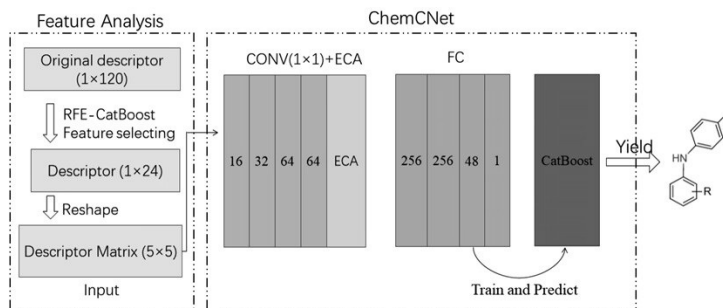 Feature Analysis
ChemCNet
Original descriptor
(1×120)
RFE-CatBoost
Feature selecting
Descriptor (1×24)
Reshape
Descriptor Matrix (5×5)
Input
CONV(1×1)+ECA
16 32 64 64 ECA
FC
256 256 48 1
CatBoost
Train and Predict
Yield
HN
R